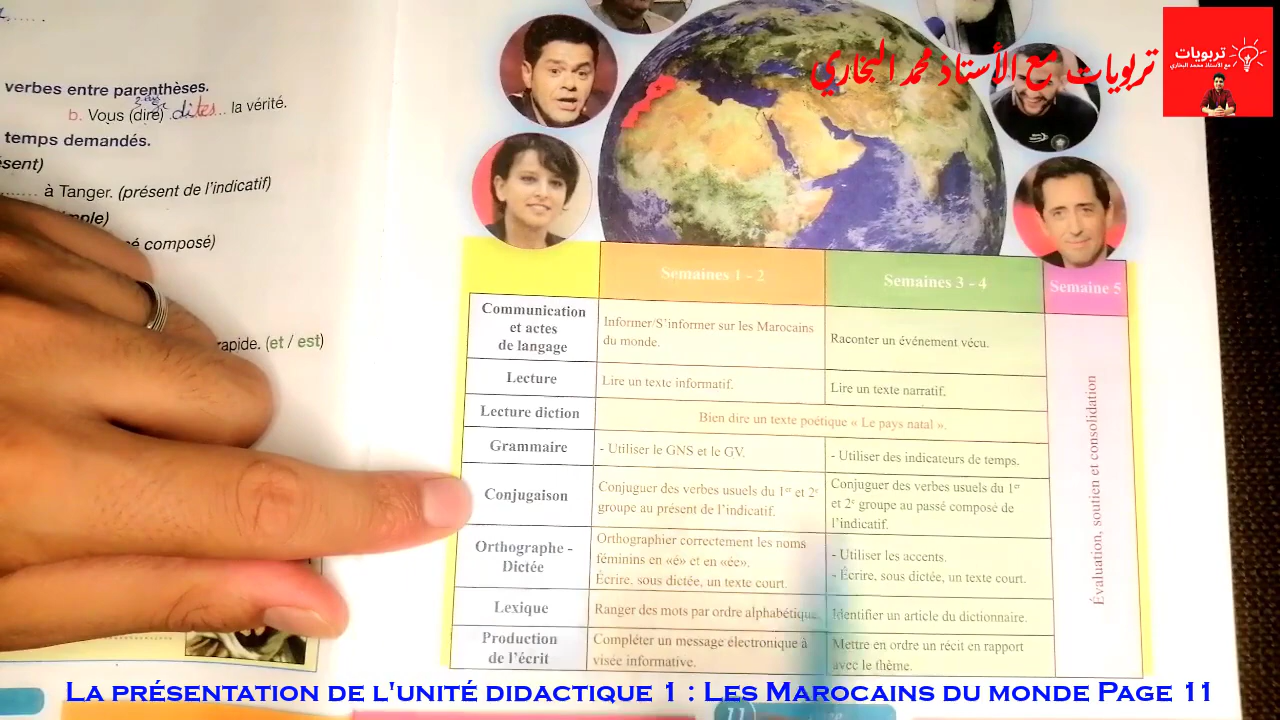 تربويات مع الأستاذ محمد البخاري
تربويات
مع الأستاذ محمد البخاري
verbes entre parenthèses.
b. Vous (dire) dites la vérité.
temps demandés.
sent)
à Tanger. (présent de l'indicatif)
mple)
é composé)
rapide. (et / est)
Semaines 1 - 2
Semaines 3 - 4
Semaine 5
Communication
et actes
de langage
Informer/S'informer sur les Marocains
du monde.
Raconter un événement vécu.
Lecture
Lire un texte informatif.
Lire un texte narratif.
Lecture diction
Bien dire un texte poétique « Le pays natal ».
Grammaire
- Utiliser le GNS et le GV.
- Utiliser des indicateurs de temps.
Conjugaison
Conjuguer des verbes usuels du 1er et 2e
groupe au présent de l'indicatif.
Conjuguer des verbes usuels du 1er
et 2e groupe au passé composé de
l'indicatif.
Orthographe -
Dictée
Orthographier correctement les noms
féminins en «é» et en «ée».
Écrire, sous dictée, un texte court.
- Utiliser les accents.
- Écrire, sous dictée, un texte court.
Lexique
Ranger des mots par ordre alphabétique.
Identifier un article du dictionnaire.
Production
de l'écrit
Compléter un message électronique à
visée informative.
Mettre en ordre un récit en rapport
avec le thème.
Évaluation, soutien et consolidation
La présentation de l'unité didactique 1 : Les Marocains du monde Page 11
11